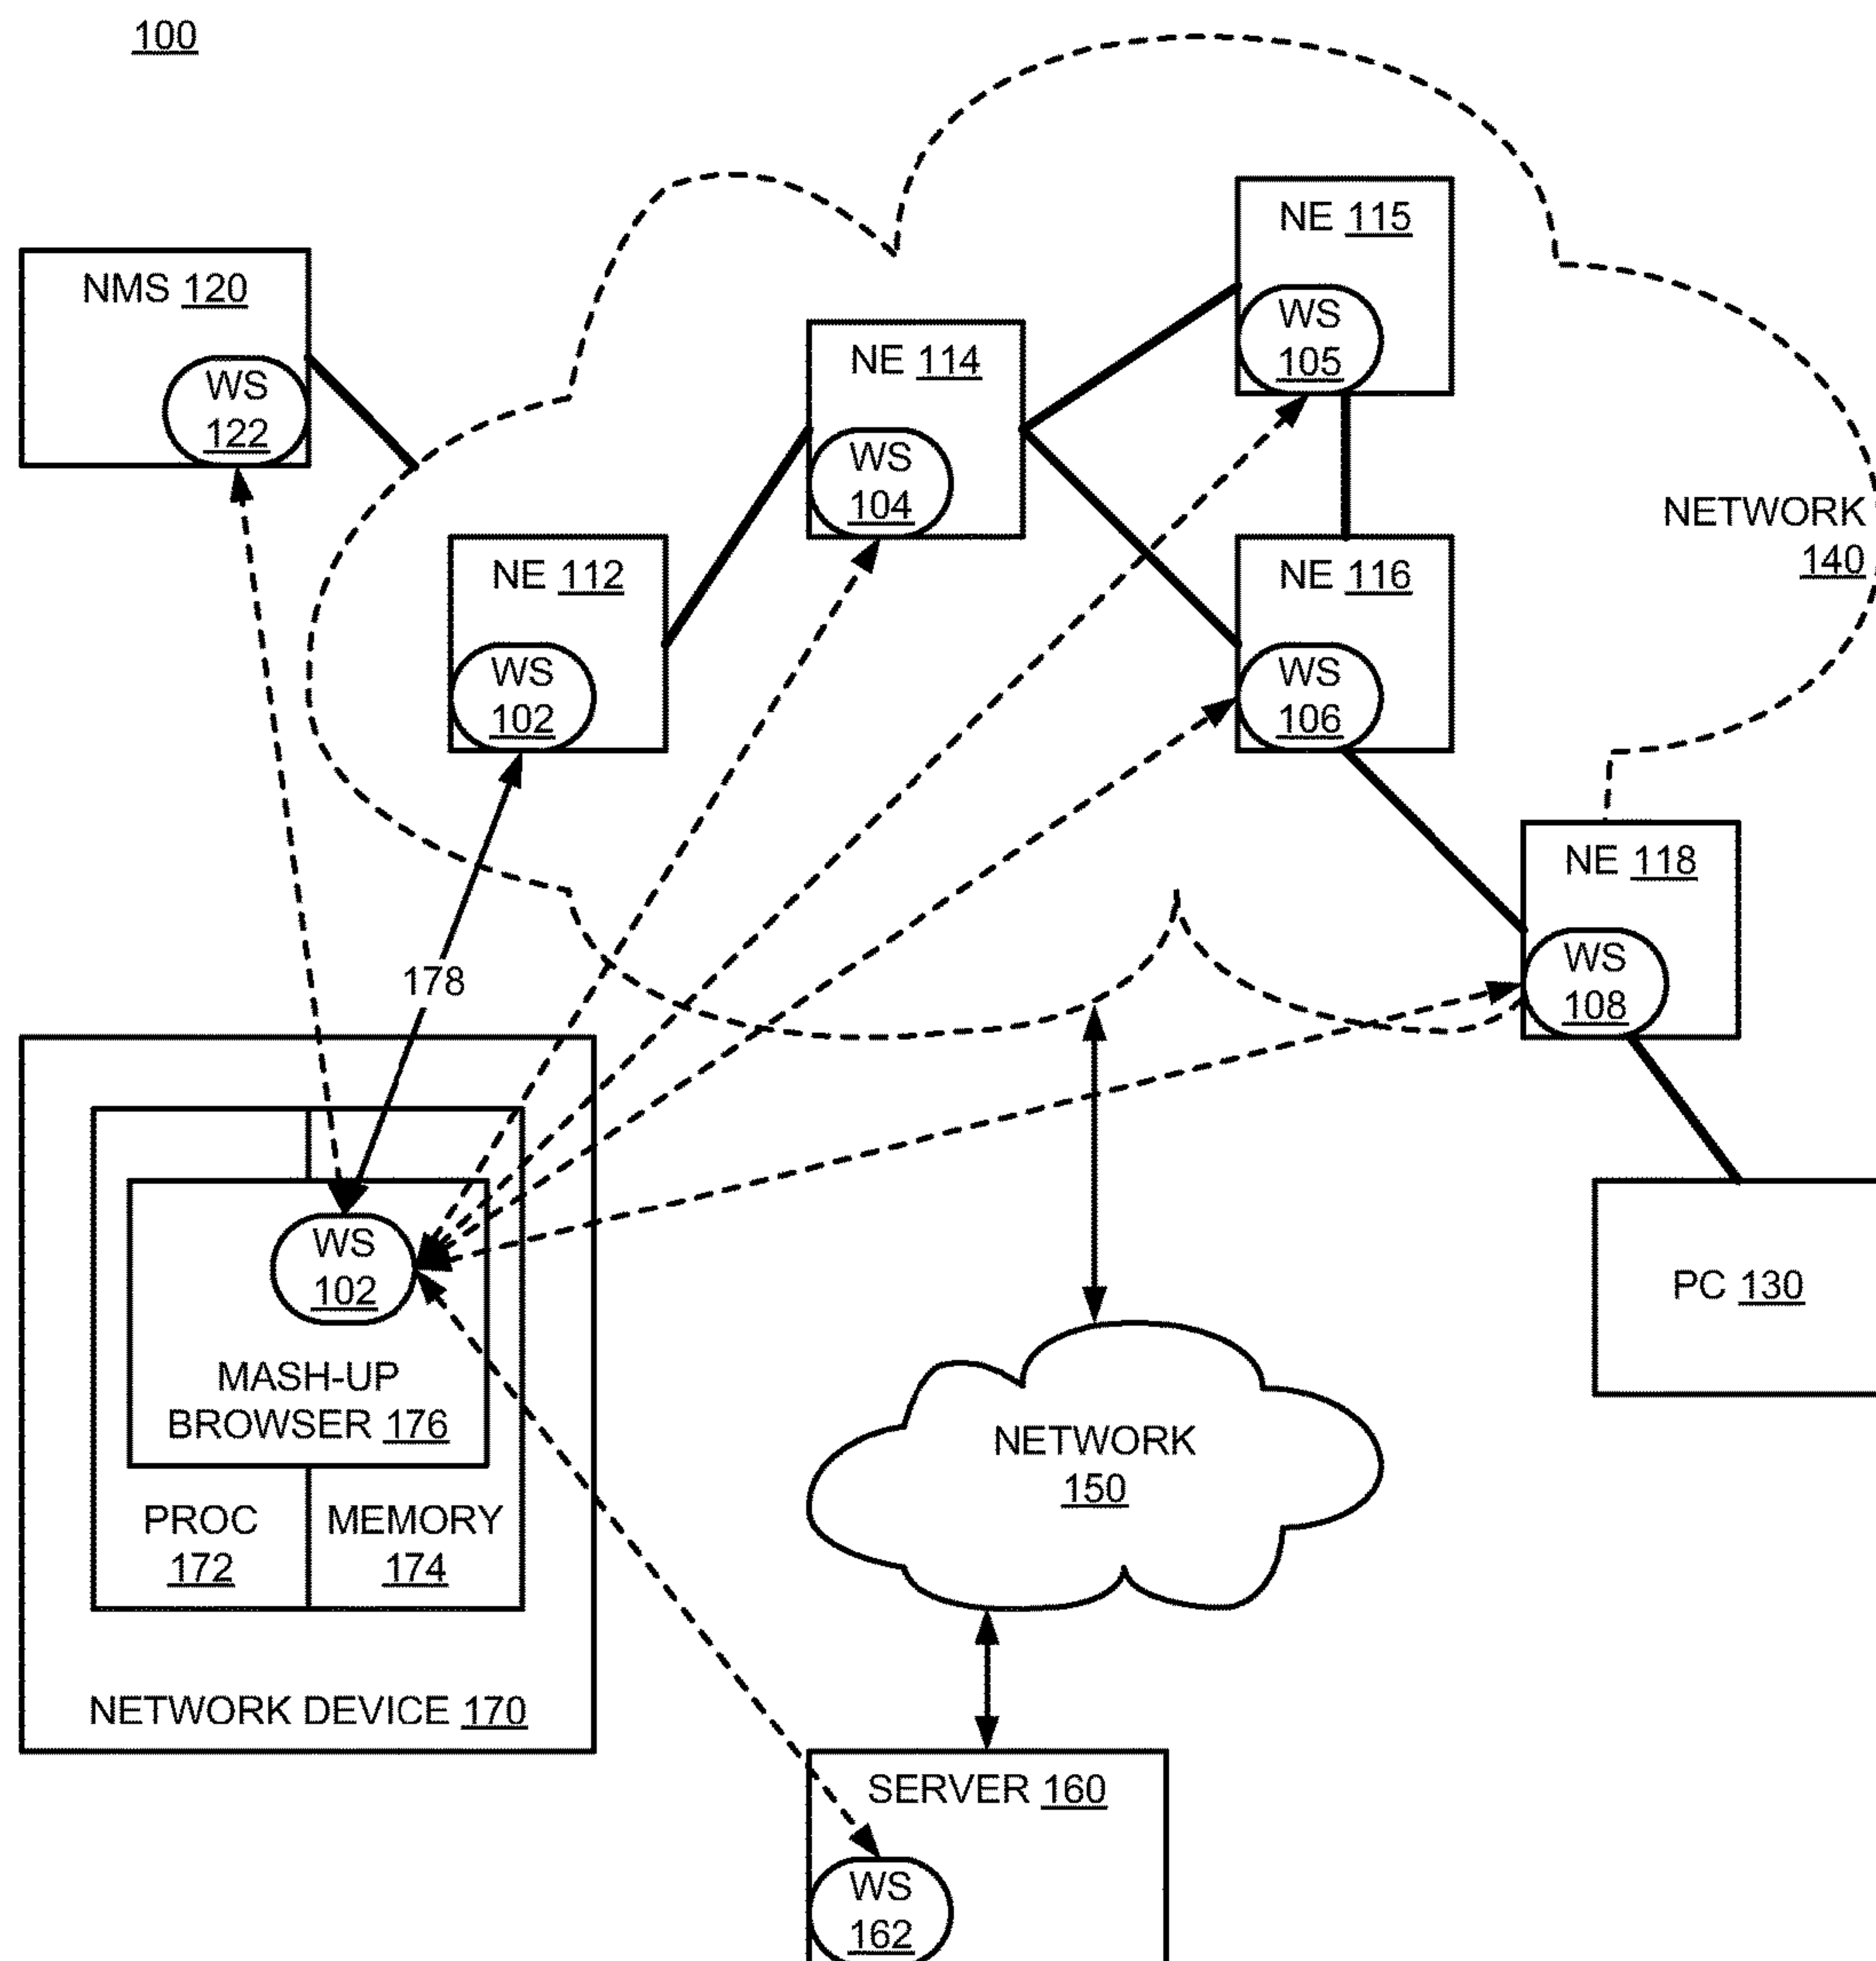 100
NE 115
WS
105
NMS 120
WS
122
NE 114
WS
104
NETWORK
140
NE 112
WS
102
NE 116
WS
106
NE 118
WS
108
178
WS
102
MASH-UP
BROWSER 176
PROC
172
MEMORY
174
NETWORK DEVICE 170
PC 130
NETWORK
150
SERVER 160
WS
162